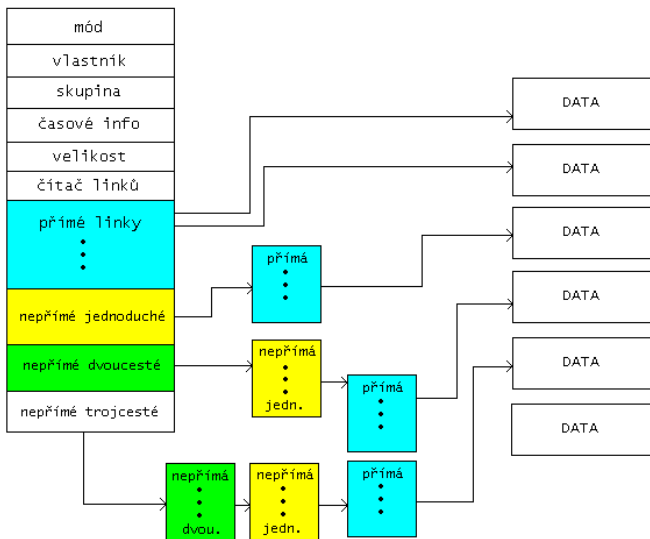 mód
vlastník
skupina
časové info
velikost
čítač linků
přímé linky
nepřímé jednoduché
nepřímé dvoucesté
nepřímé trojcesté
přímá
nepřímá
jedn.
přímá
nepřímá
dvou.
nepřímá
jedn.
přímá
DATA
DATA
DATA
DATA
DATA
DATA